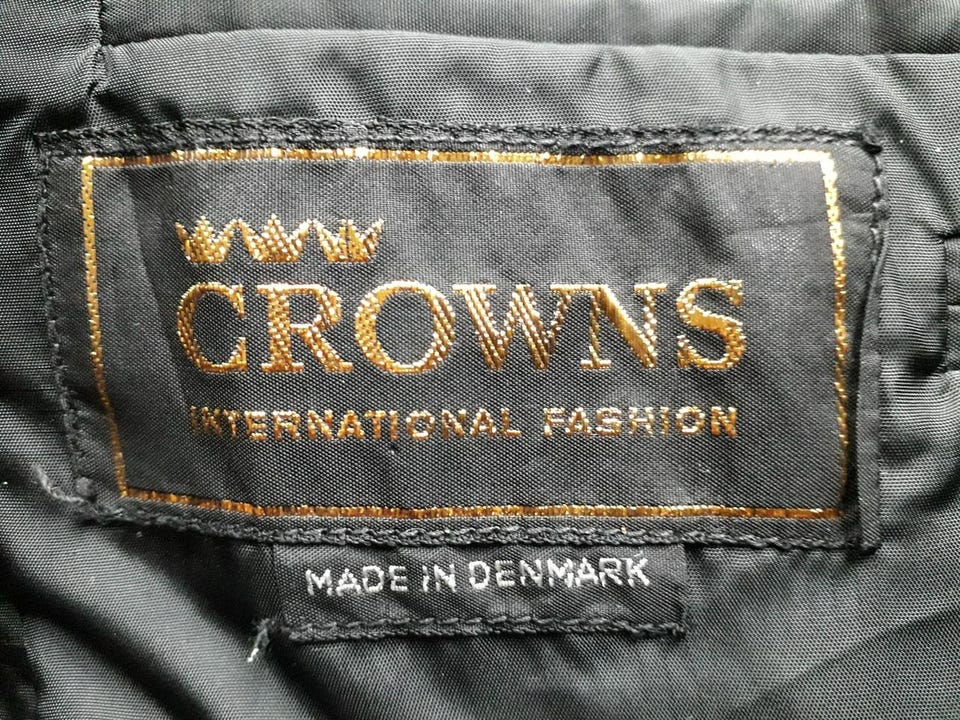 CROWNS
INTERNATIONAL FASHION
MADE IN DENMARK